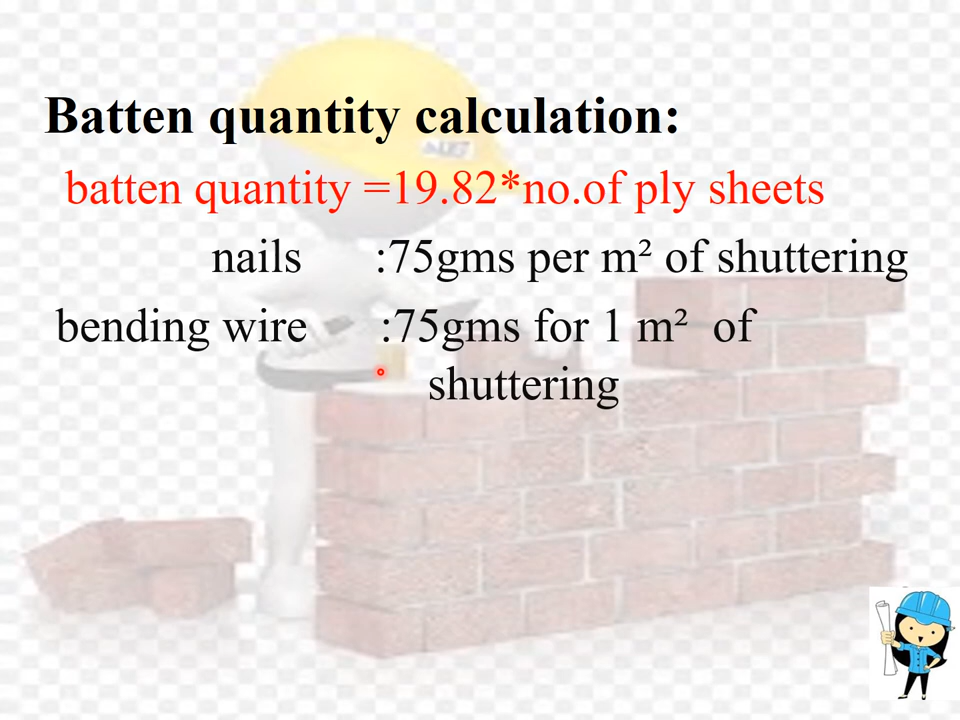 Batten quantity calculation:
batten quantity =19.82*no.of ply sheets
nails :75gms per m² of shuttering
bending wire :75gms for 1 m² of
shuttering